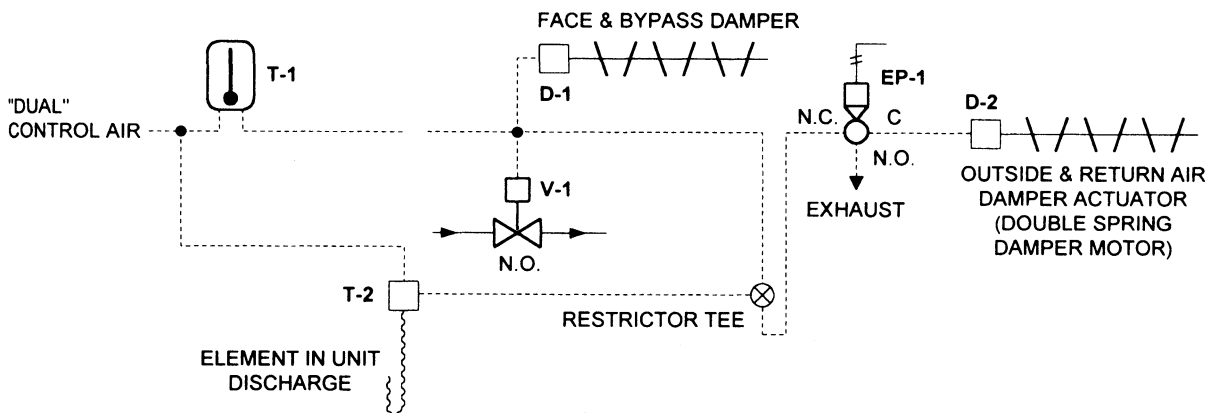 FACE & BYPASS DAMPER
T-1
EP-1
"DUAL"
CONTROL AIR
D-1
D-2
N.C.
C
N.O.
V-1
OUTSIDE & RETURN AIR
DAMPER ACTUATOR
(DOUBLE SPRING
DAMPER MOTOR)
EXHAUST
N.O.
T-2
RESTRICTOR TEE
ELEMENT IN UNIT
DISCHARGE